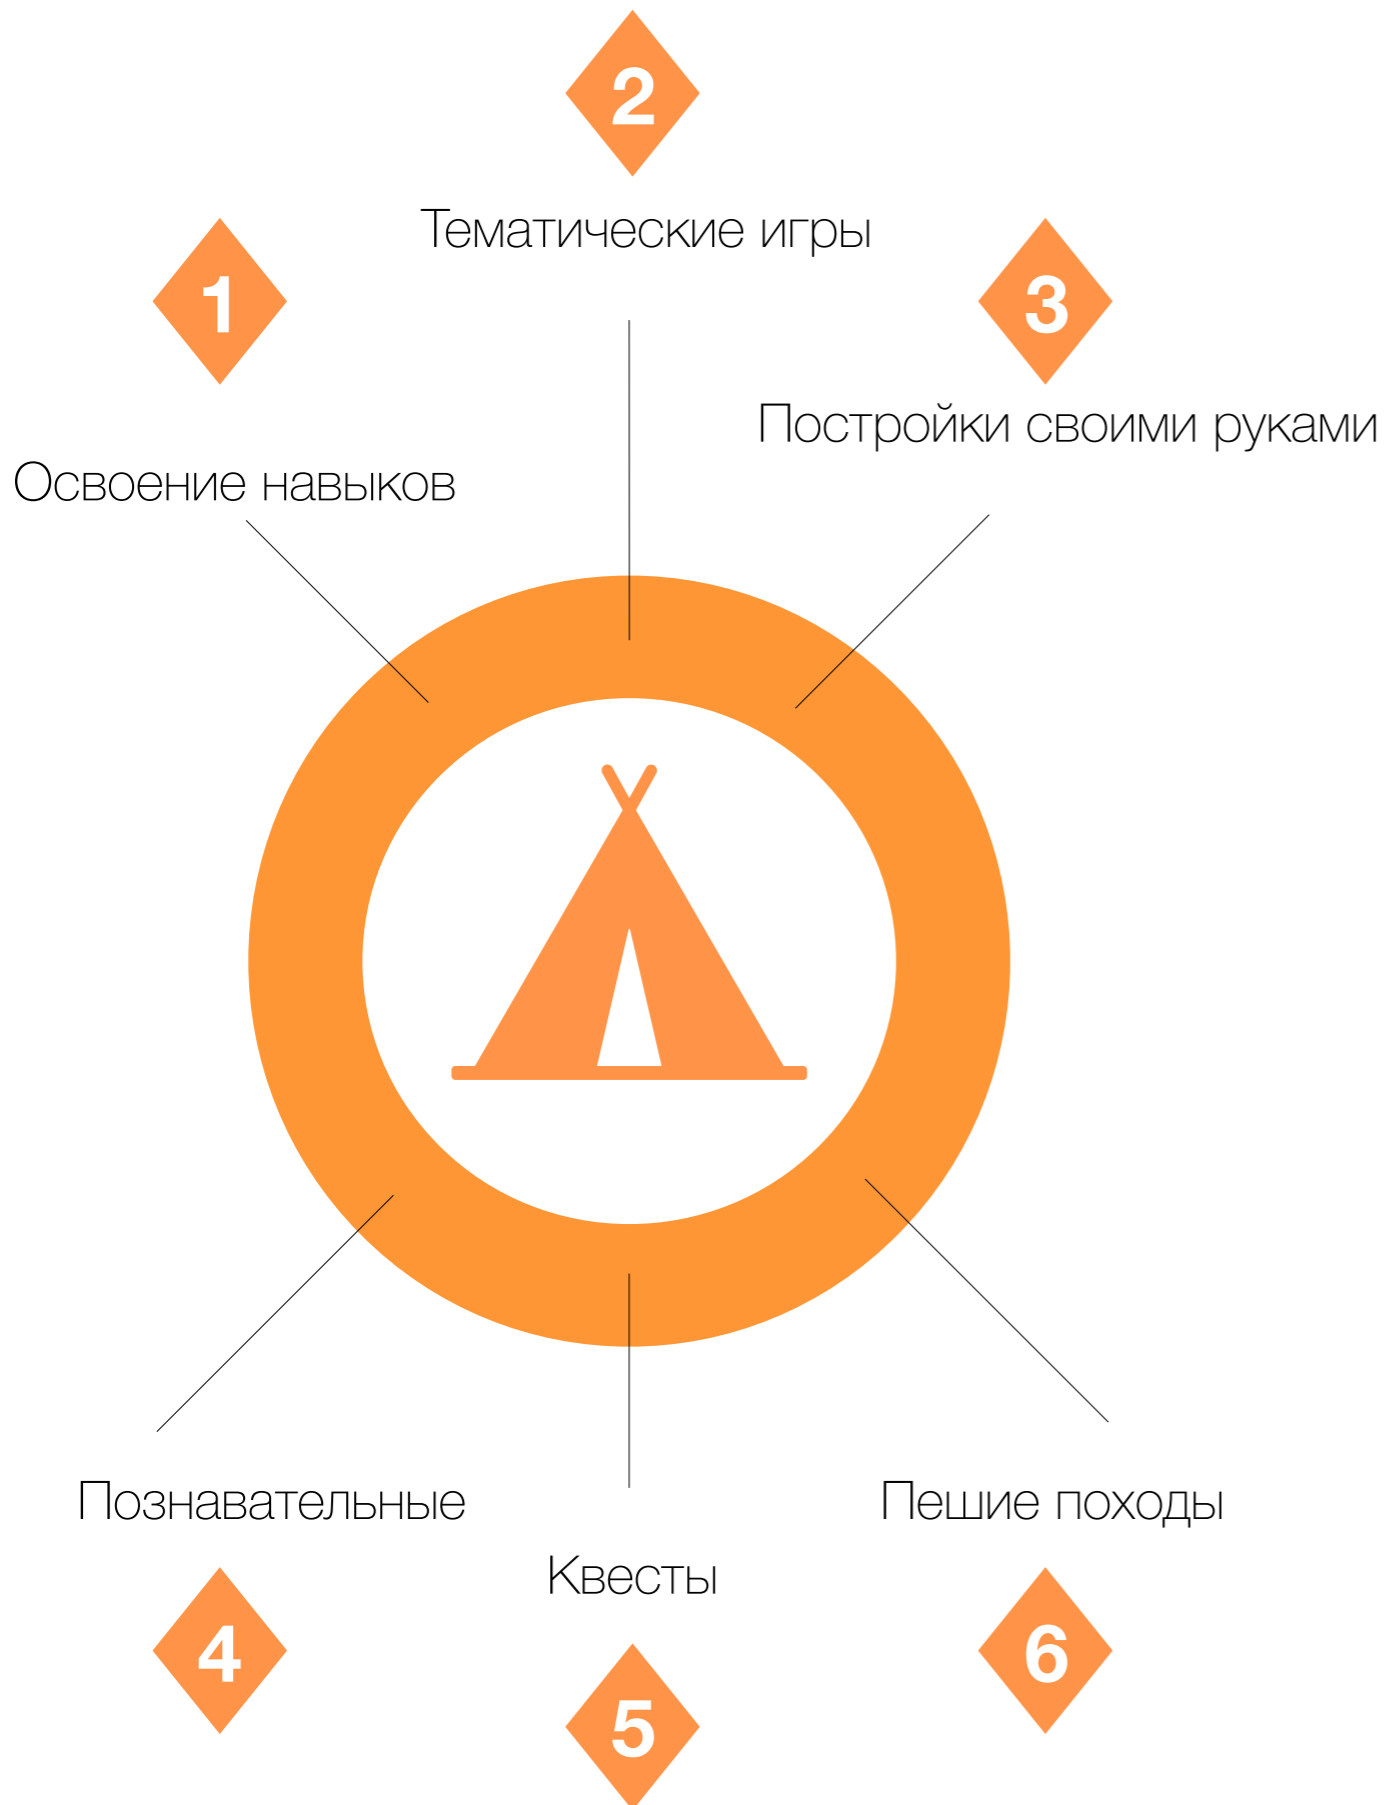 2
Тематические игры
1
Освоение навыков
3
Постройки своими руками
4
Познавательные
5
Квесты
6
Пешие походы